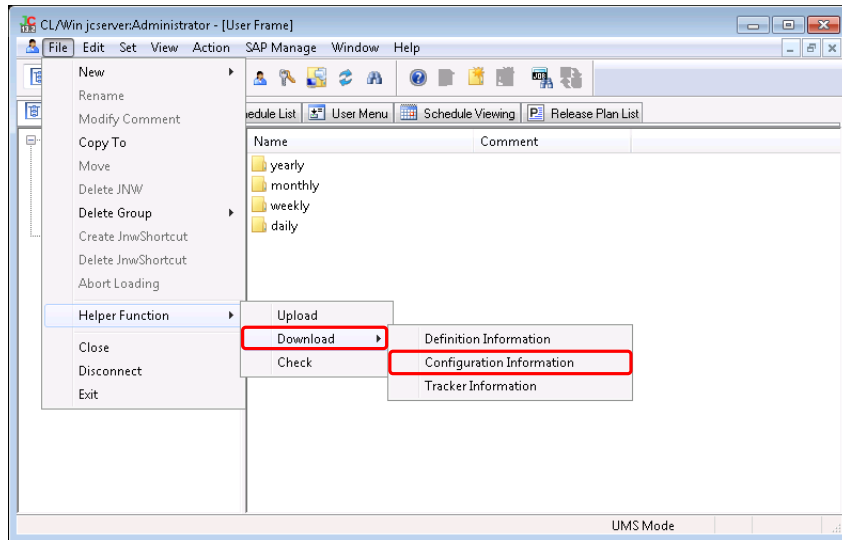 CL/Win jcserver:Administrator - [User Frame]
File Edit Set View Action SAP Manage Window Help
New
Rename
Modify Comment
Copy To
Move
Delete JNW
Delete Group
Create JnwShortcut
Delete JnwShortcut
Abort Loading
Helper Function
Close
Disconnect
Exit
edule List User Menu Schedule Viewing Release Plan List
Name Comment
yearly
monthly
weekly
daily
Upload
Download
Check
Definition Information
Configuration Information
Tracker Information
UMS Mode